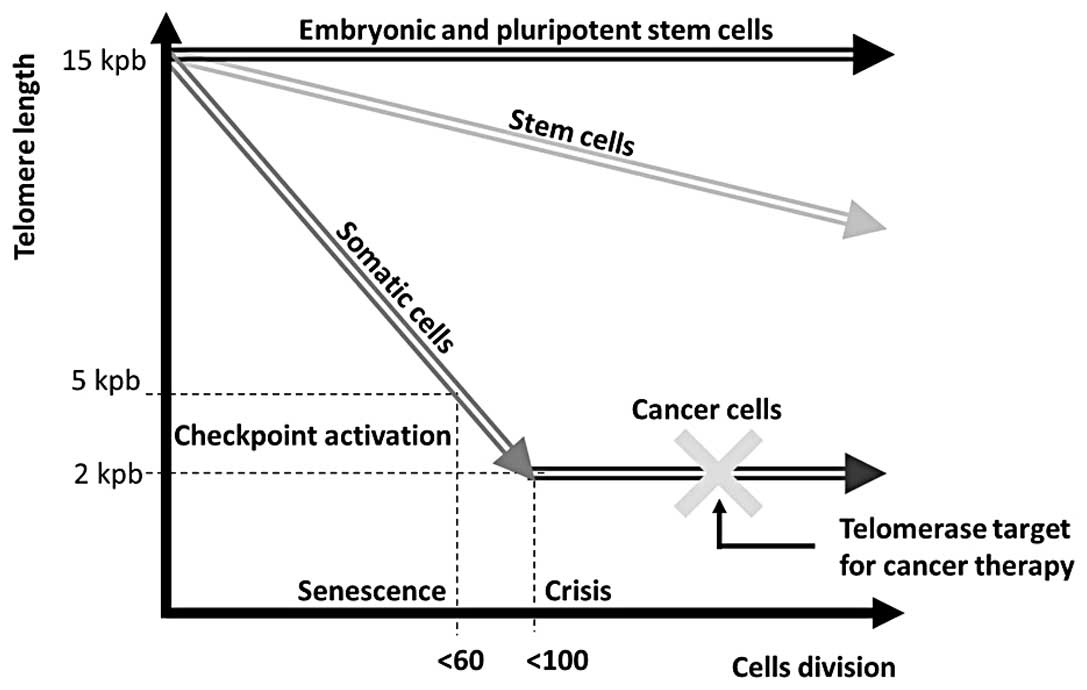 Embryonic and pluripotent stem cells
15 kpb
Telomere length
Stem cells
Somatic cells
5 kpb
Checkpoint activation
Cancer cells
2 kpb
Telomerase target
for cancer therapy
Senescence
Crisis
<60
<100
Cells division